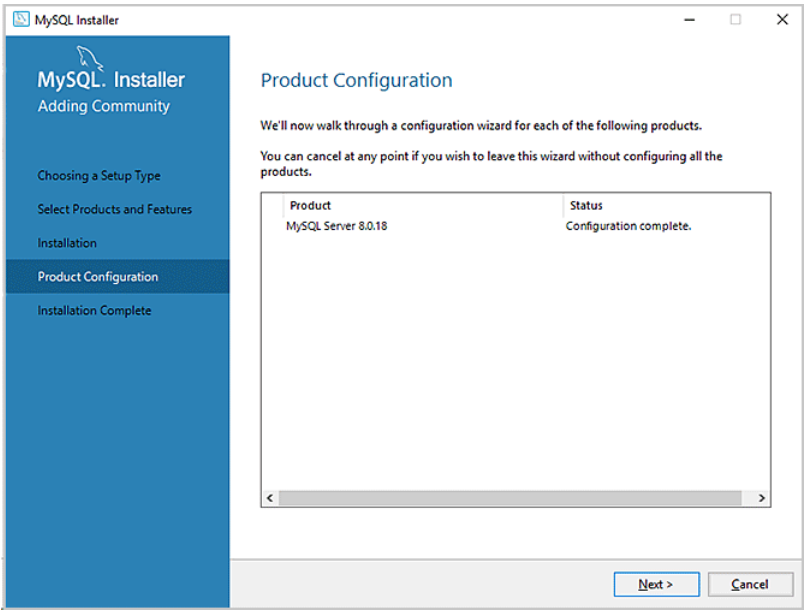 MySQL Installer
MySQL. Installer
Adding Community
Choosing a Setup Type
Select Products and Features
Installation
Product Configuration
Installation Complete
Product Configuration
We'll now walk through a configuration wizard for each of the following products.
You can cancel at any point if you wish to leave this wizard without configuring all the
products.
Product Status
MySQL Server 8.0.18 Configuration complete.
Next > Cancel